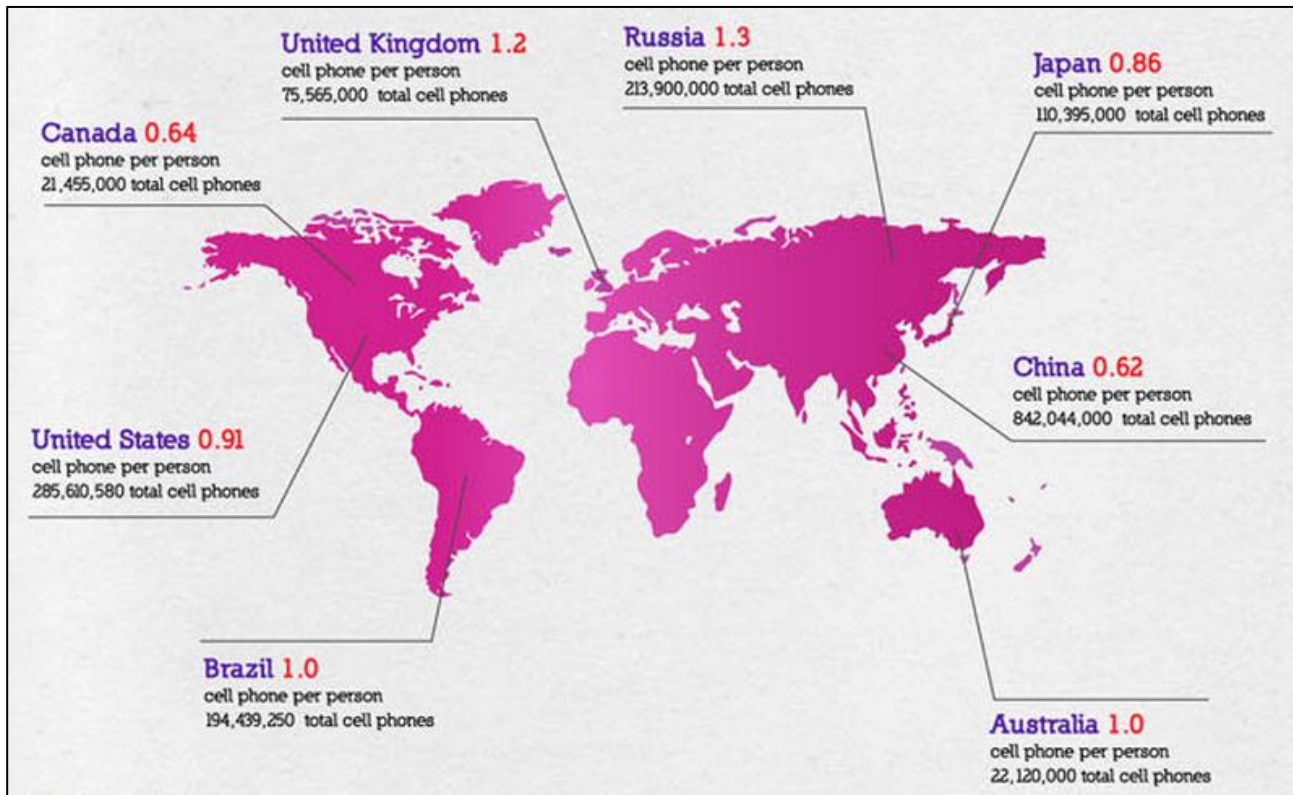 United Kingdom 1.2
cell phone per person
75,565,000 total cell phones
Russia 1.3
cell phone per person
213,900,000 total cell phones
Japan 0.86
cell phone per person
110,395,000 total cell phones
Canada 0.64
cell phone per person
21,455,000 total cell phones
China 0.62
cell phone per person
842,044,000 total cell phones
United States 0.91
cell phone per person
285,610,580 total cell phones
Brazil 1.0
cell phone per person
194,439,250 total cell phones
Australia 1.0
cell phone per person
22,120,000 total cell phones